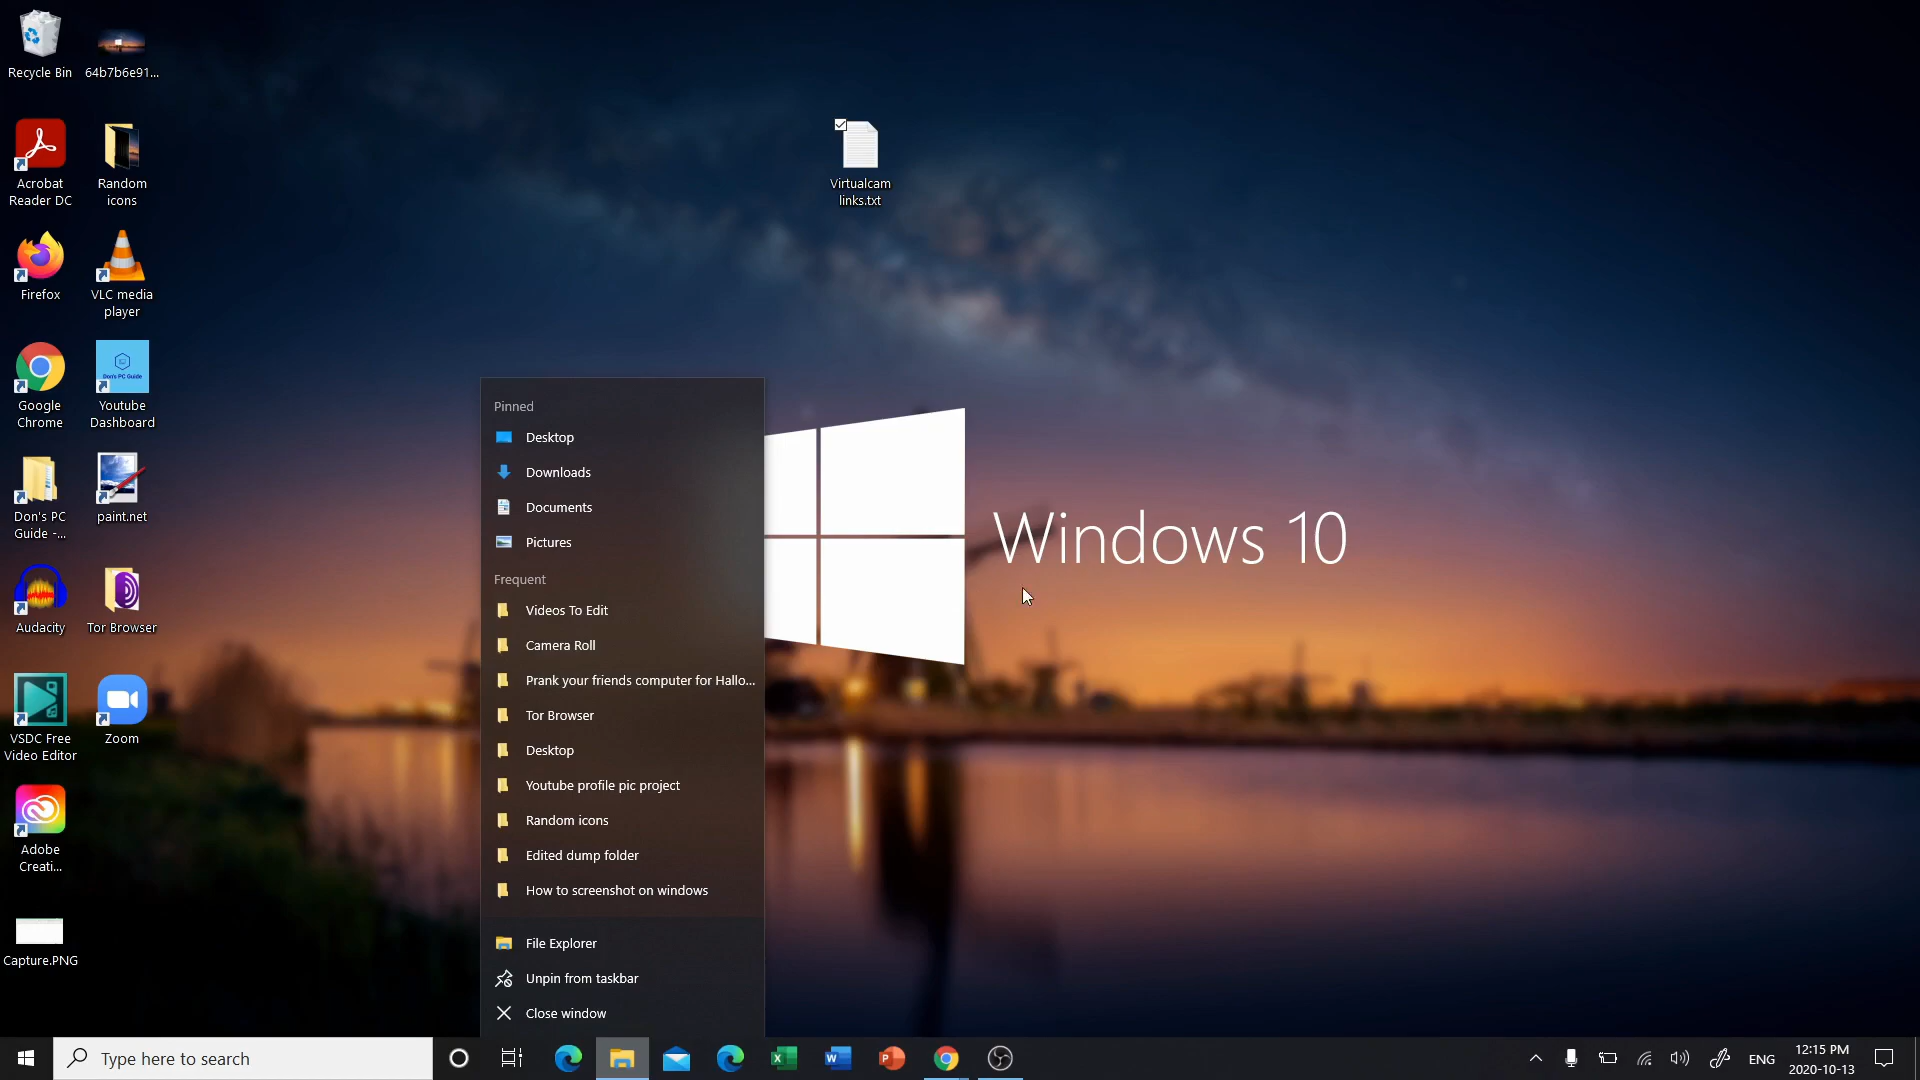 Recycle Bin
64b7b6e91...
Acrobat
Reader DC
Random
icons
Firefox
VLC media
player
Google
Chrome
Don's PC Guide
Youtube
Dashboard
Don's PC
Guide -...
paint.net
Audacity
Tor Browser
VSDC Free
Video Editor
Zoom
Adobe
Creati...
Capture.PNG
Virtualcam
links.txt
Windows 10
Pinned
Desktop
Downloads
Documents
Pictures
Frequent
Videos To Edit
Camera Roll
Prank your friends computer for Hallo...
Tor Browser
Desktop
Youtube profile pic project
Random icons
Edited dump folder
How to screenshot on windows
File Explorer
Unpin from taskbar
Close window
Type here to search
ENG
12:15 PM
2020-10-13